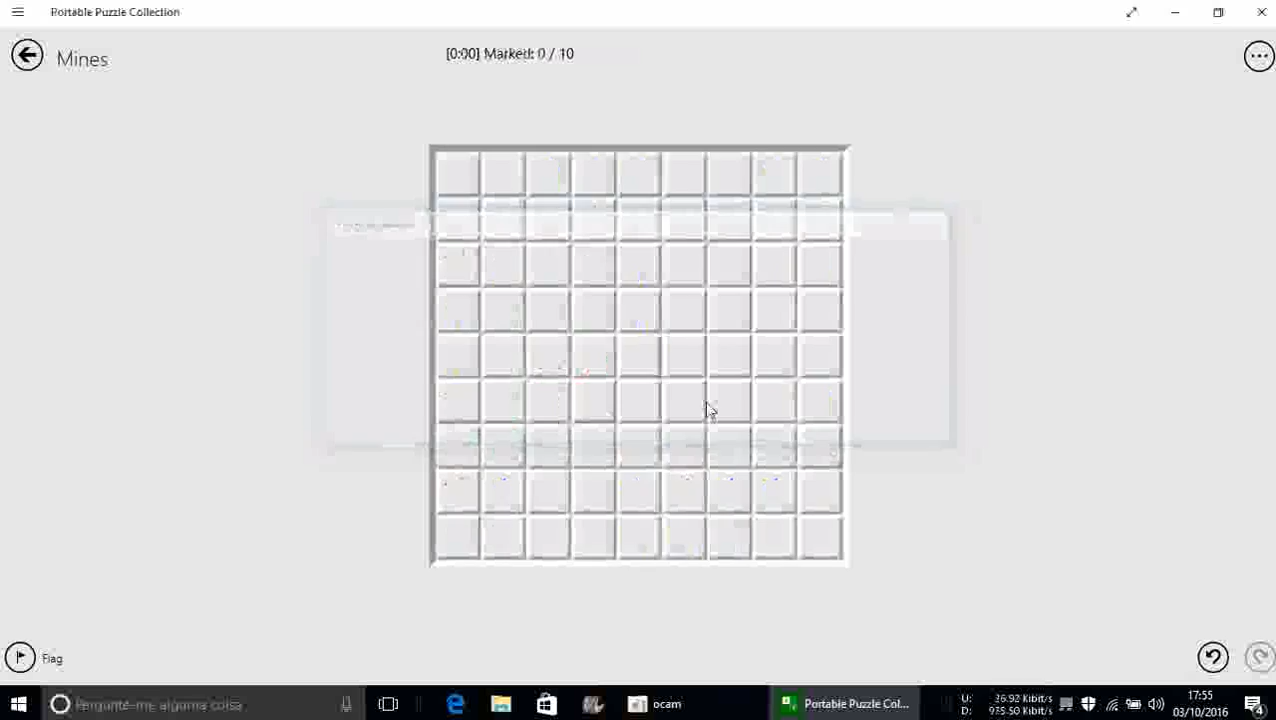 Portable Puzzle Collection
Mines
[0:00] Marked: 0 / 10
Flag
Pergunte-me alguma coisa
ocam
Portable Puzzle Col...
U: 36.92 Kibit/s
D: 975.50 Kibit/s
17:55
03/10/2016
4